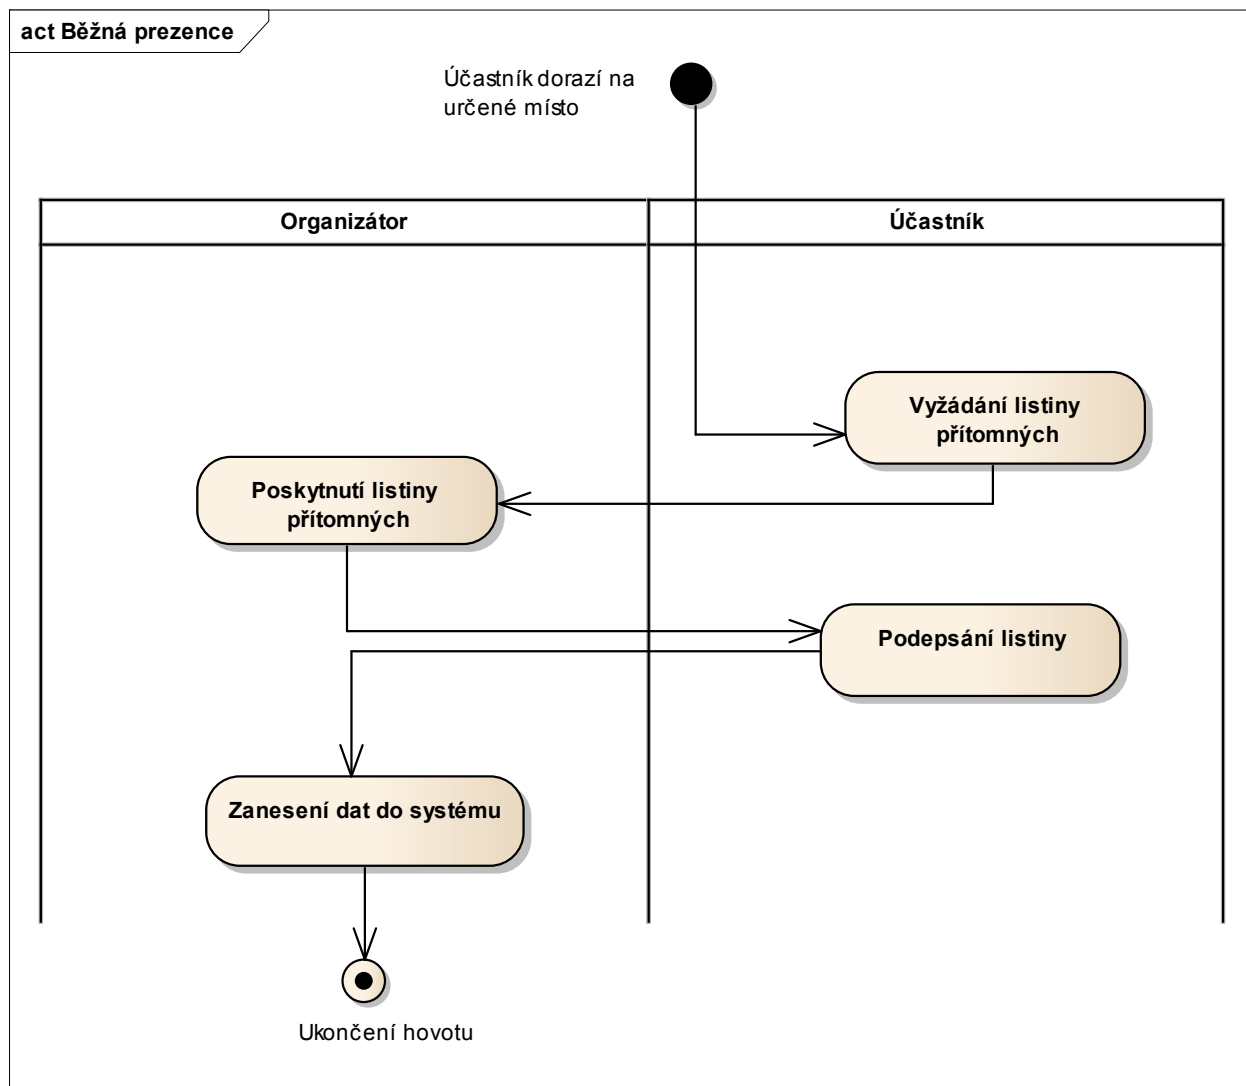 act Běžná prezence
Účastník dorazí na
určené místo
Organizátor
Účastník
Vyžádání listiny
přítomných
Poskytnutí listiny
přítomných
Podepsání listiny
Zanesení dat do systému
Ukončení hovotu